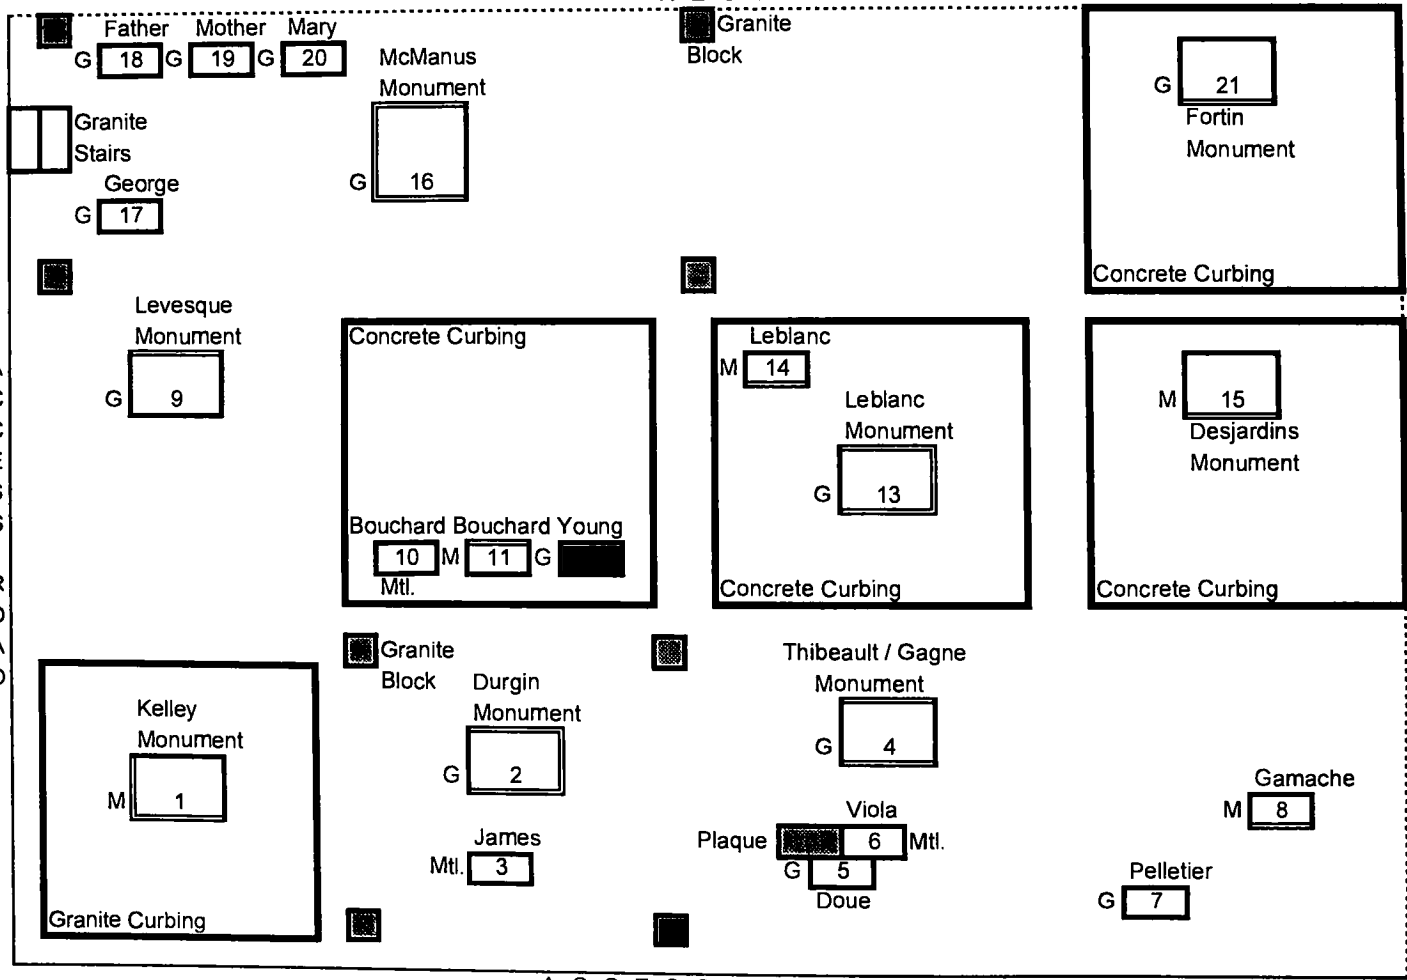 Father Mother Mary
G 18 G 19 G 20
McManus
Monument
G 16
Granite
Block
G 21
Fortin
Monument
Concrete Curbing
Granite
Stairs
George
G 17
Levesque
Monument
G 9
Concrete Curbing
Bouchard Bouchard Young
10 M 11 G
Mtl.
Leblanc
M 14
Leblanc
Monument
G 13
Concrete Curbing
M 15
Desjardins
Monument
Concrete Curbing
Kelley
Monument
M 1
Granite Curbing
Granite
Block
Durgin
Monument
G 2
James
Mtl. 3
Thibeault / Gagne
Monument
G 4
Viola
Plaque 6 Mtl.
G 5
Doue
Gamache
M 8
Pelletier
G 7